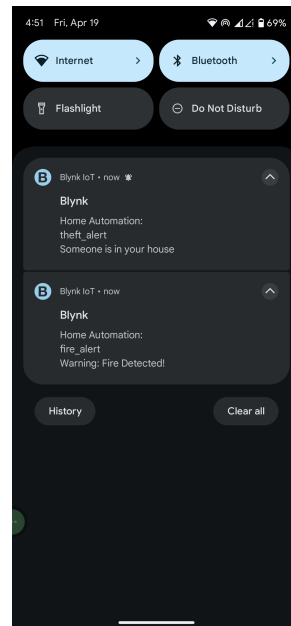 4:51 Fri, Apr 19 69%
Internet
Bluetooth
Flashlight
Do Not Disturb
B Blynk IoT • now
Blynk
Home Automation:
theft_alert
Someone is in your house
B Blynk IoT • now
Blynk
Home Automation:
fire_alert
Warning: Fire Detected!
History
Clear all